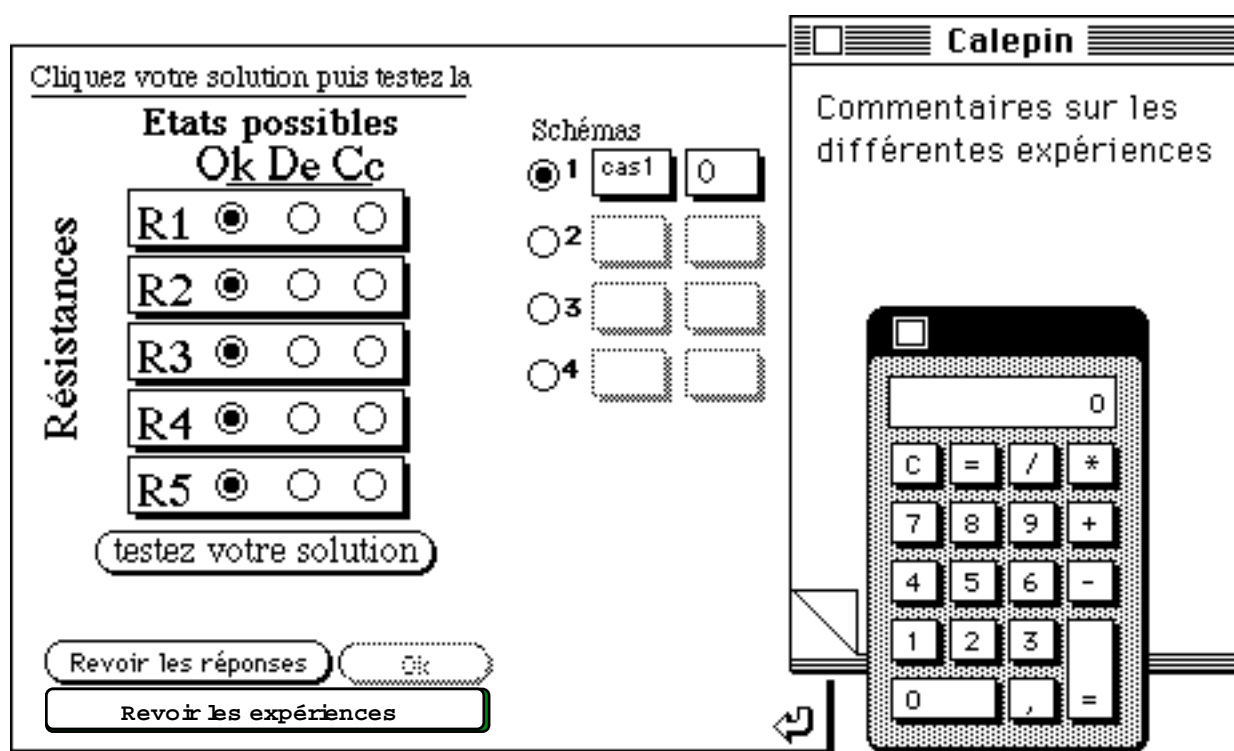 Cliquez votre solution puis testez la
Etats possibles
Ok De Cc
Résistances
R1
R2
R3
R4
R5
testez votre solution
Revoir les réponses
Ok
Revoir les expériences
Schémas
1 cas1 0
2
3
4
Calepin
Commentaires sur les
différentes expériences
0
C = / *
7 8 9 +
4 5 6 -
1 2 3
0 , =